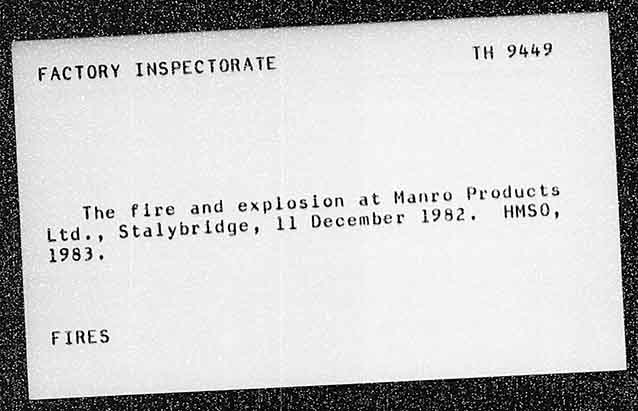 FACTORY INSPECTORATE TH 9449
The fire and explosion at Manro Products
Ltd., Stalybridge, 11 December 1982. HMSO,
1983.
FIRES